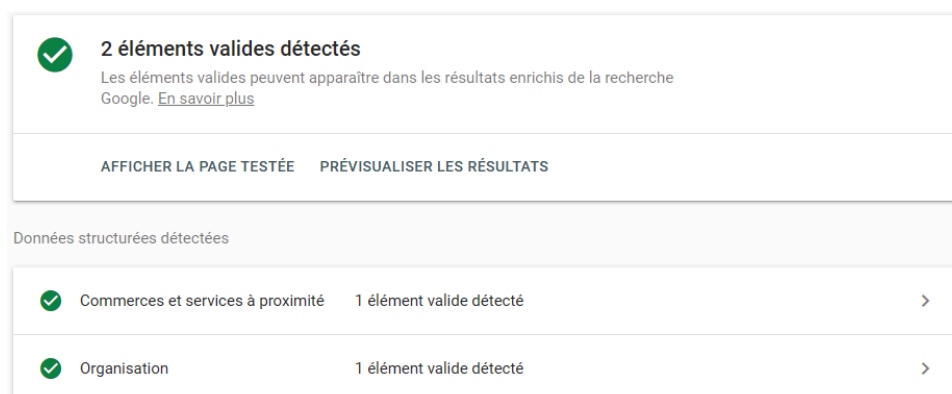 2 éléments valides détectés
Les éléments valides peuvent apparaître dans les résultats enrichis de la recherche
Google. En savoir plus
AFFICHER LA PAGE TESTÉE PRÉVISUALISER LES RÉSULTATS
Données structurées détectées
Commerces et services à proximité 1 élément valide détecté
Organisation 1 élément valide détecté